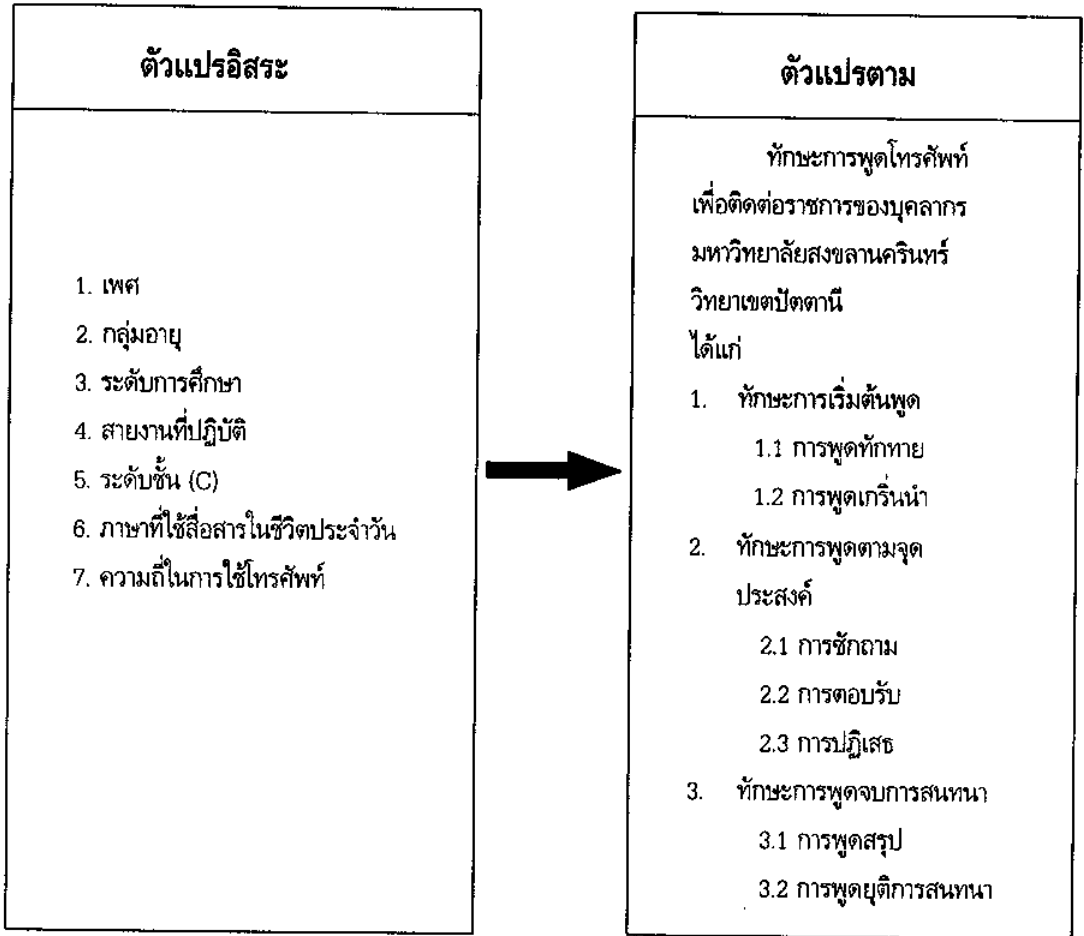 ตัวแปรอิสระ
1. เพศ
2. กลุ่มอายุ
3. ระดับการศึกษา
4. สายงานที่ปฏิบัติ
5. ระดับชั้น (C)
6. ภาษาที่ใช้สื่อสารในชีวิตประจำวัน
7. ความถี่ในการใช้โทรศัพท์
ตัวแปรตาม
ทักษะการพูดโทรศัพท์
เพื่อติดต่อราชการของบุคลากร
มหาวิทยาลัยสงขลานครินทร์
วิทยาเขตปัตตานี
ได้แก่
1. ทักษะการเริ่มต้นพูด
1.1 การพูดทักทาย
1.2 การพูดเกริ่นนำ
2. ทักษะการพูดตามจุด
ประสงค์
2.1 การซักถาม
2.2 การตอบรับ
2.3 การปฏิเสธ
3. ทักษะการพูดจบการสนทนา
3.1 การพูดสรุป
3.2 การพูดยุติการสนทนา